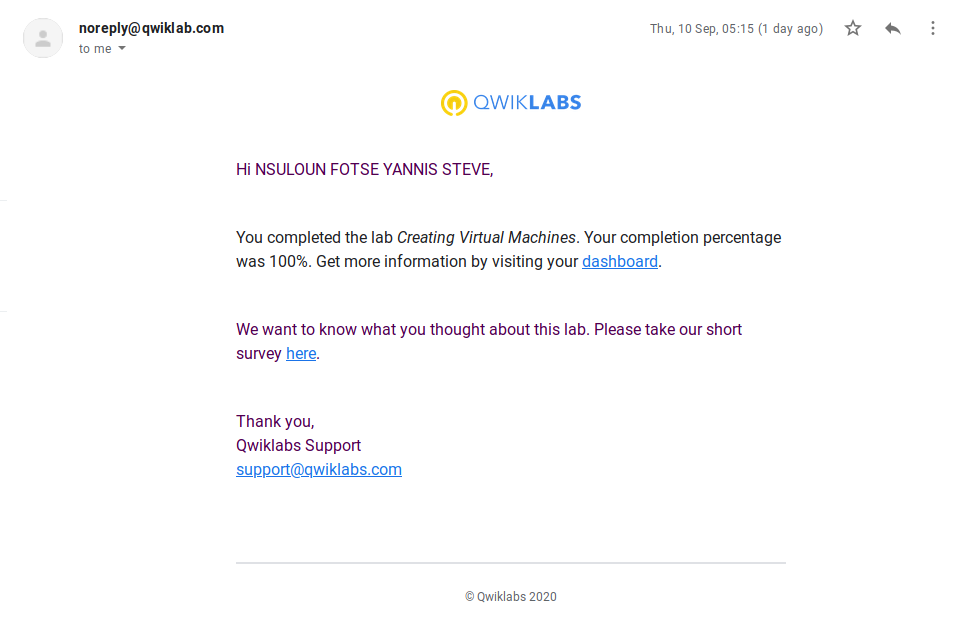 noreply@qwiklab.com
Thu, 10 Sep, 05:15 (1 day ago)
to me
QWIKLABS
Hi NSULOUN FOTSE YANNIS STEVE,
You completed the lab Creating Virtual Machines. Your completion percentage
was 100%. Get more information by visiting your dashboard.
We want to know what you thought about this lab. Please take our short
survey here.
Thank you,
Qwiklabs Support
support@qwiklabs.com
© Qwiklabs 2020